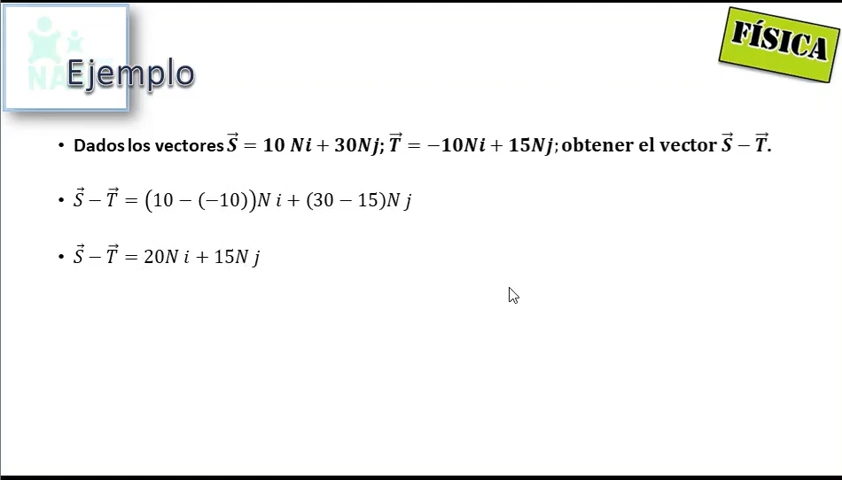 FÍSICA
Ejemplo
• Dados los vectores S⃗ = 10 Ni + 30Nj; T⃗ = −10Ni + 15Nj; obtener el vector S⃗ − T⃗.
• S⃗ − T⃗ = (10 − (−10))N i + (30 − 15)N j
• S⃗ − T⃗ = 20N i + 15N j